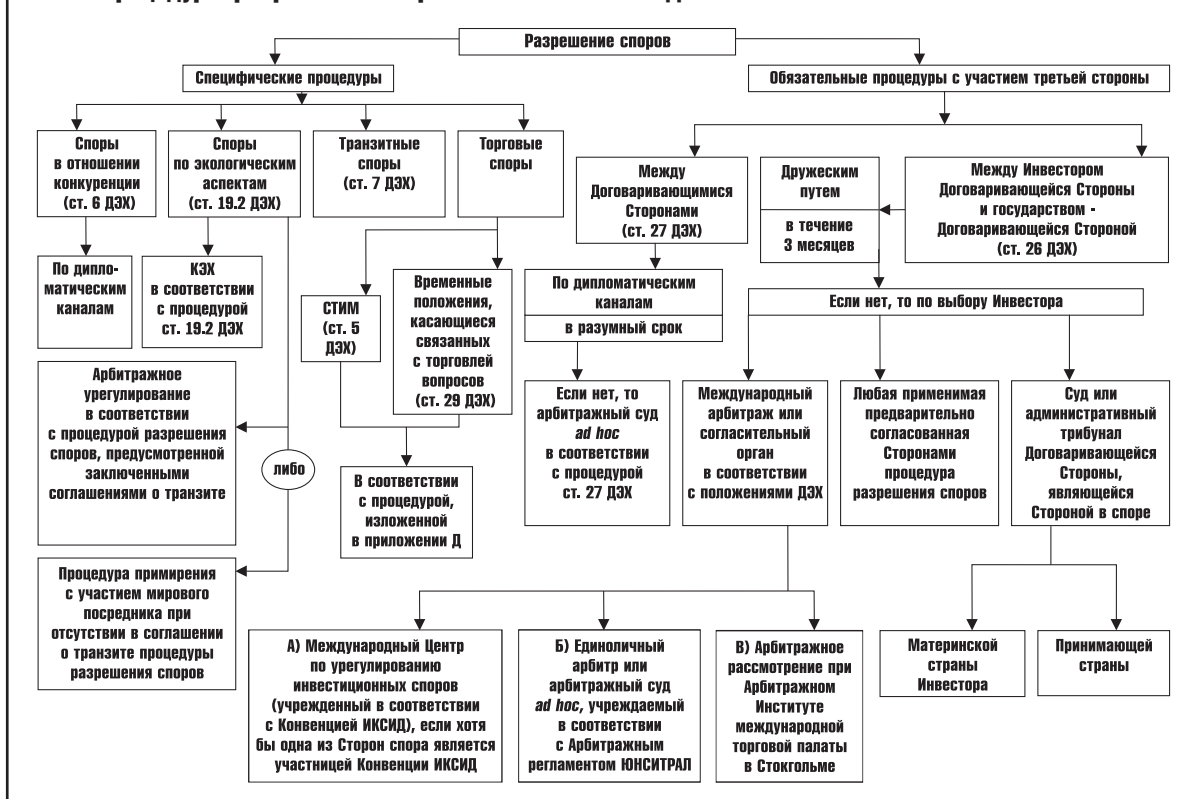 Разрешение споров
Специфические процедуры
Обязательные процедуры с участием третьей стороны
Споры
в отношении
конкуренции
(ст. 6 ДЭХ)
Споры
по экологическим
аспектам
(ст. 19.2 ДЭХ)
Транзитные
споры
(ст. 7 ДЭХ)
Торговые
споры
Между
Договаривающимися
Сторонами
(ст. 27 ДЭХ)
Дружеским
путем
в течение
3 месяцев
Между Инвестором
Договаривающейся Стороны
и государством -
Договаривающейся Стороной
(ст. 26 ДЭХ)
По дипло-
матическим
каналам
КЭХ
в соответствии
с процедурой
ст. 19.2 ДЭХ
СТИМ
(ст. 5
ДЭХ)
Временные
положения,
касающиеся
связанных
с торговлей
вопросов
(ст. 29 ДЭХ)
По дипломатическим
каналам
в разумный срок
Если нет, то по выбору Инвестора
Арбитражное
урегулирование
в соответствии
с процедурой разрешения
споров, предусмотренной
заключенными
соглашениями о транзите
либо
В соответствии
с процедурой,
изложенной
в приложении Д
Если нет, то
арбитражный суд
ad hoc
в соответствии
с процедурой
ст. 27 ДЭХ
Международный
арбитраж или
согласительный
орган
в соответствии
с положениями ДЭХ
Любая применимая
предварительно
согласованная
Сторонами
процедура
разрешения споров
Суд или
административный
трибунал
Договаривающейся
Стороны,
являющейся
Стороной в споре
Процедура примирения
с участием мирового
посредника при
отсутствии в соглашении
о транзите процедуры
разрешения споров
А) Международный Центр
по урегулированию
инвестиционных споров
(учрежденный в соответствии
с Конвенцией ИКСИД), если хотя
бы одна из Сторон спора является
участницей Конвенции ИКСИД
Б) Единоличный
арбитр или
арбитражный суд
ad hoc, учреждаемый
в соответствии
с Арбитражным
регламентом ЮНСИТРАЛ
В) Арбитражное
рассмотрение при
Арбитражном
Институте
международной
торговой палаты
в Стокгольме
Материнской
страны
Инвестора
Принимающей
страны